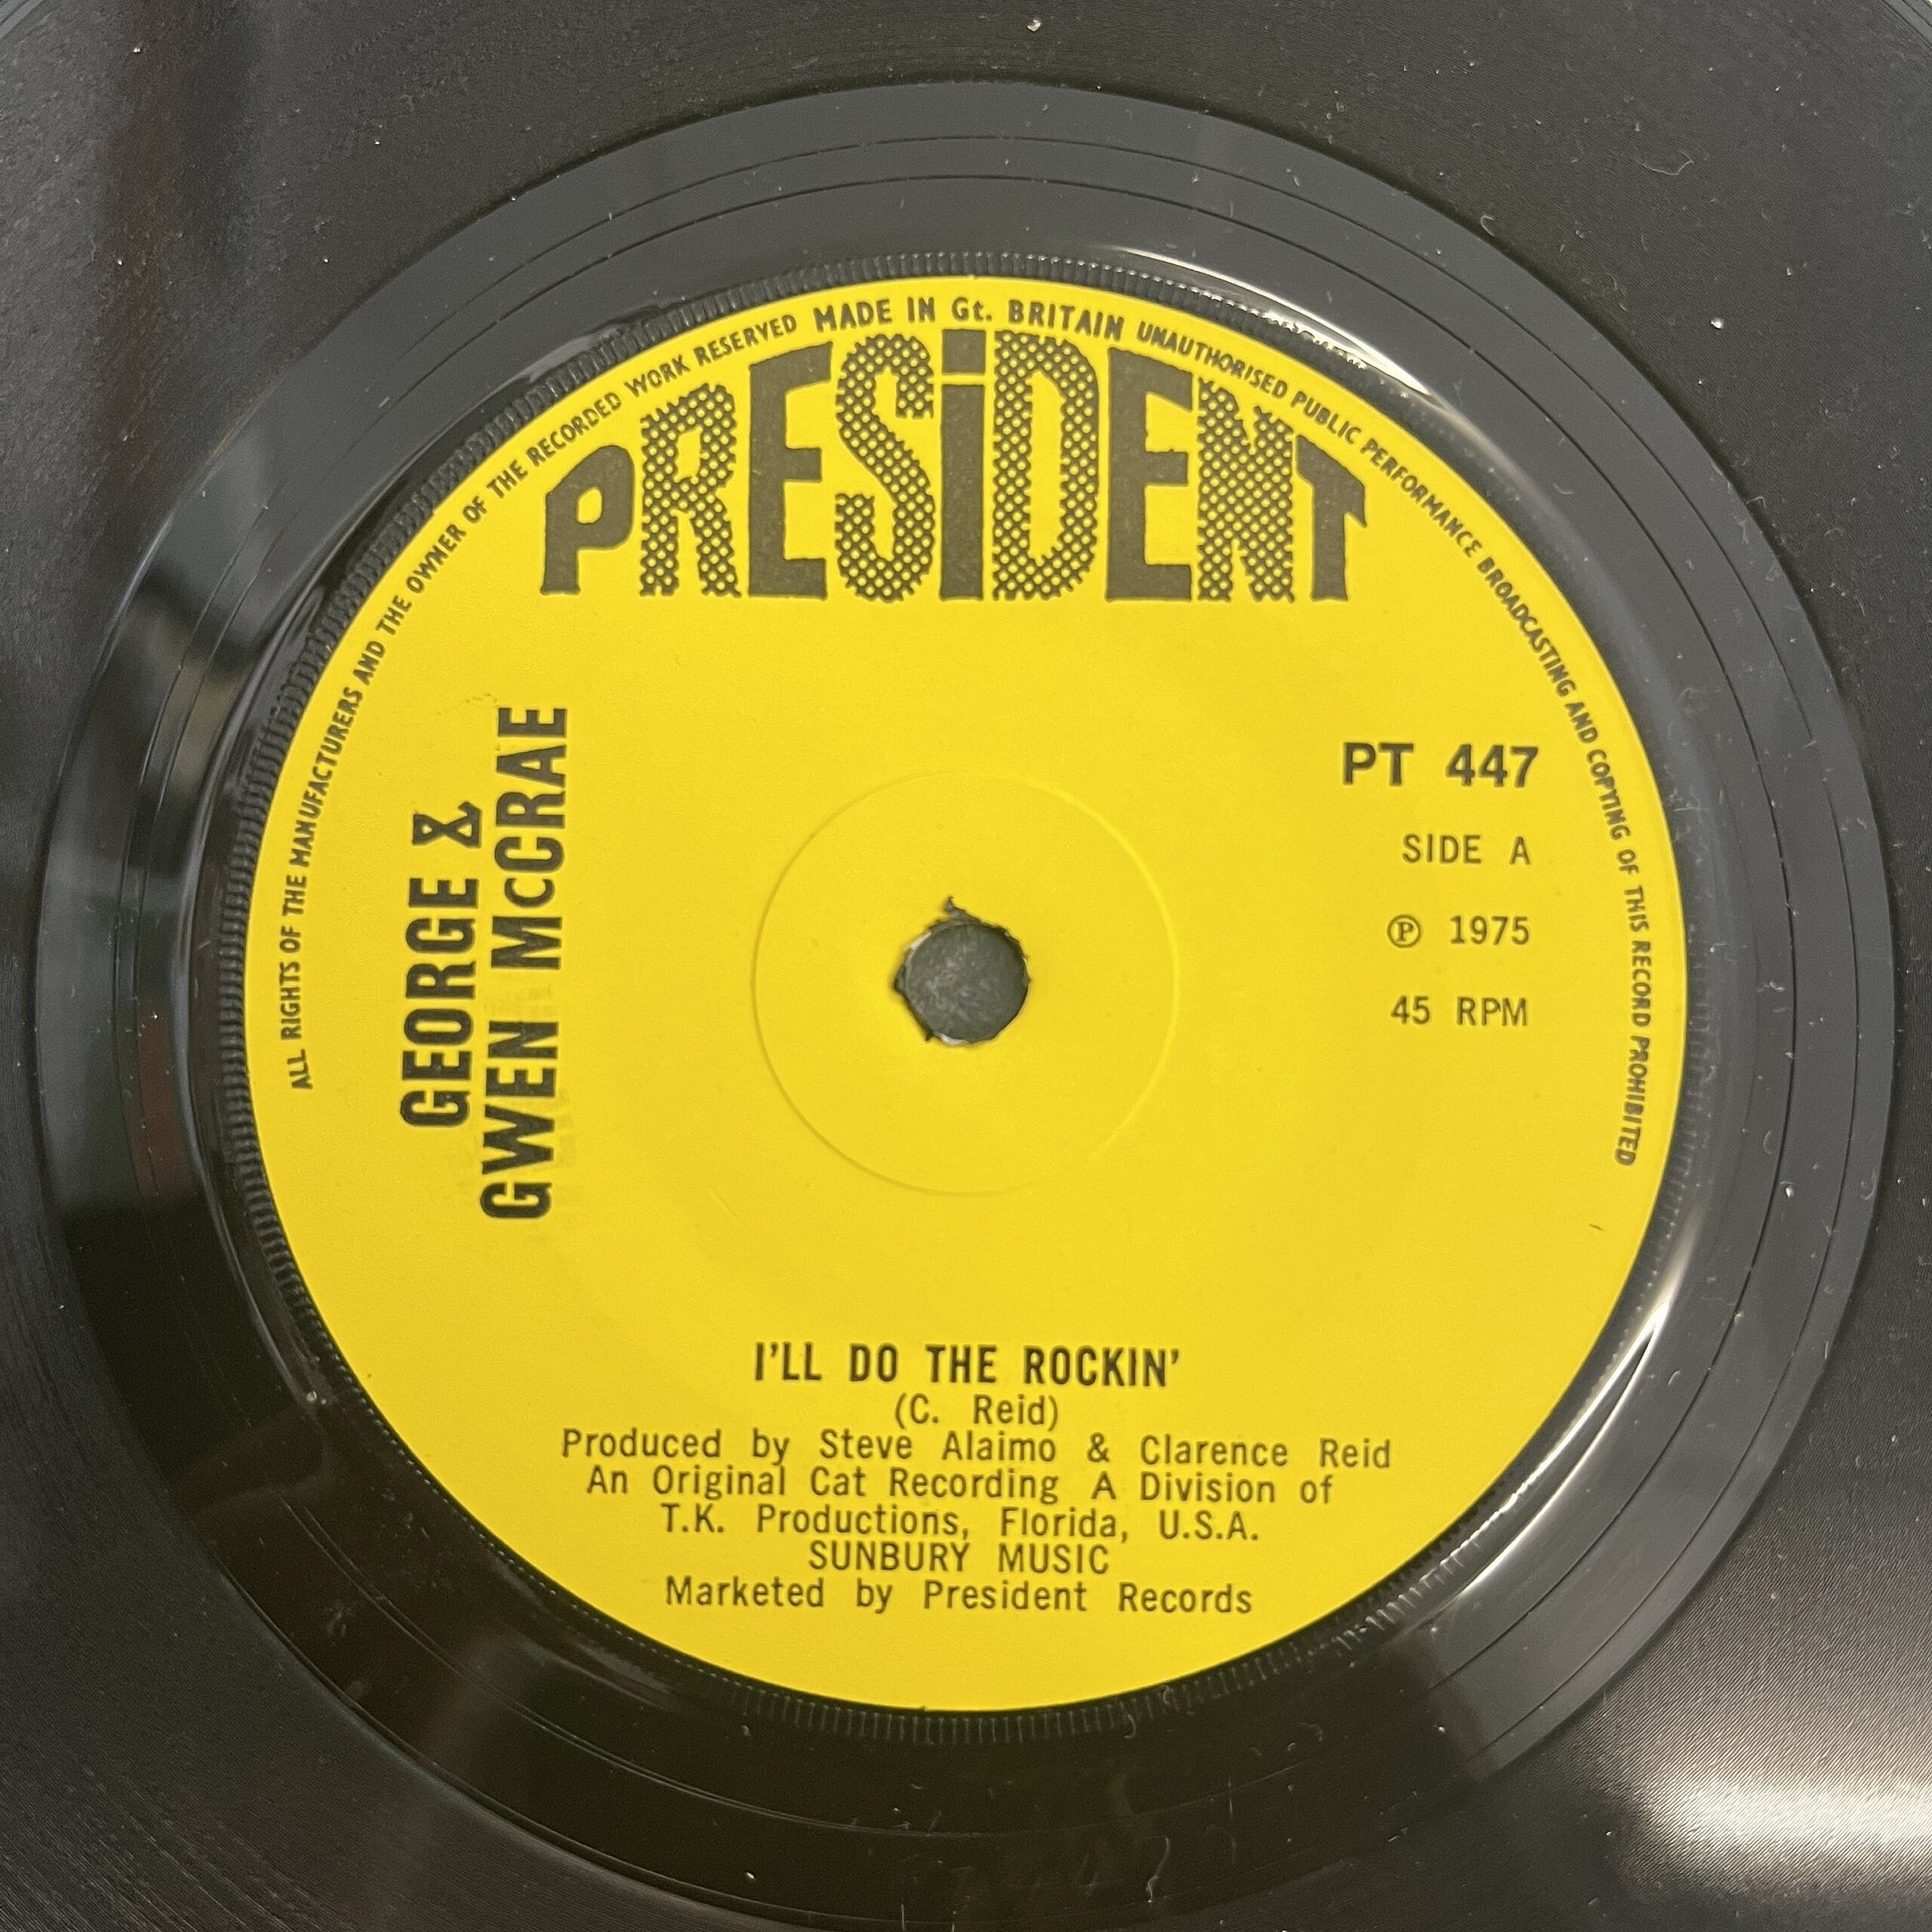 ALL RIGHTS OF THE MANUFACTURERS AND THE OWNER OF THE RECORDED WORK RESERVED MADE IN Gt. BRITAIN UNAUTHORISED PUBLIC PERFORMANCE BROADCASTING AND COPYING OF THIS RECORD PROHIBITED
PRESiDENT
GEORGE &
GWEN McCRAE
PT 447
SIDE A
Ⓟ 1975
45 RPM
I'LL DO THE ROCKIN'
(C. Reid)
Produced by Steve Alaimo & Clarence Reid
An Original Cat Recording A Division of
T.K. Productions, Florida, U.S.A.
SUNBURY MUSIC
Marketed by President Records